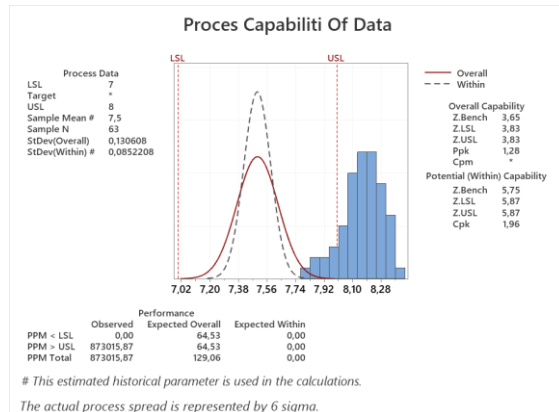 Proces Capabiliti Of Data
LSL USL
Process Data
LSL 7
Target *
USL 8
Sample Mean # 7,5
Sample N 63
StDev(Overall) 0,130608
StDev(Within) # 0,0852208
Overall
Within
Overall Capability
Z.Bench 3,65
Z.LSL 3,83
Z.USL 3,83
Ppk 1,28
Cpm *
Potential (Within) Capability
Z.Bench 5,75
Z.LSL 5,87
Z.USL 5,87
Cpk 1,96
7,02 7,20 7,38 7,56 7,74 7,92 8,10 8,28
Performance
Observed Expected Overall Expected Within
PPM < LSL 0,00 64,53 0,00
PPM > USL 873015,87 64,53 0,00
PPM Total 873015,87 129,06 0,00
# This estimated historical parameter is used in the calculations.
The actual process spread is represented by 6 sigma.